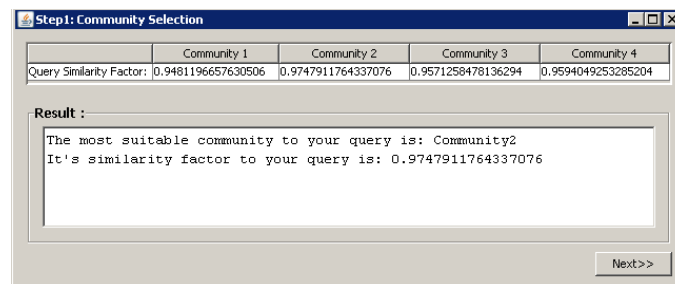 Step1: Community Selection
Community 1 Community 2 Community 3 Community 4
Query Similarity Factor: 0.9481196657630506 0.9747911764337076 0.9571258478136294 0.9594049253285204
Result :
The most suitable community to your query is: Community2
It's similarity factor to your query is: 0.9747911764337076
Next>>